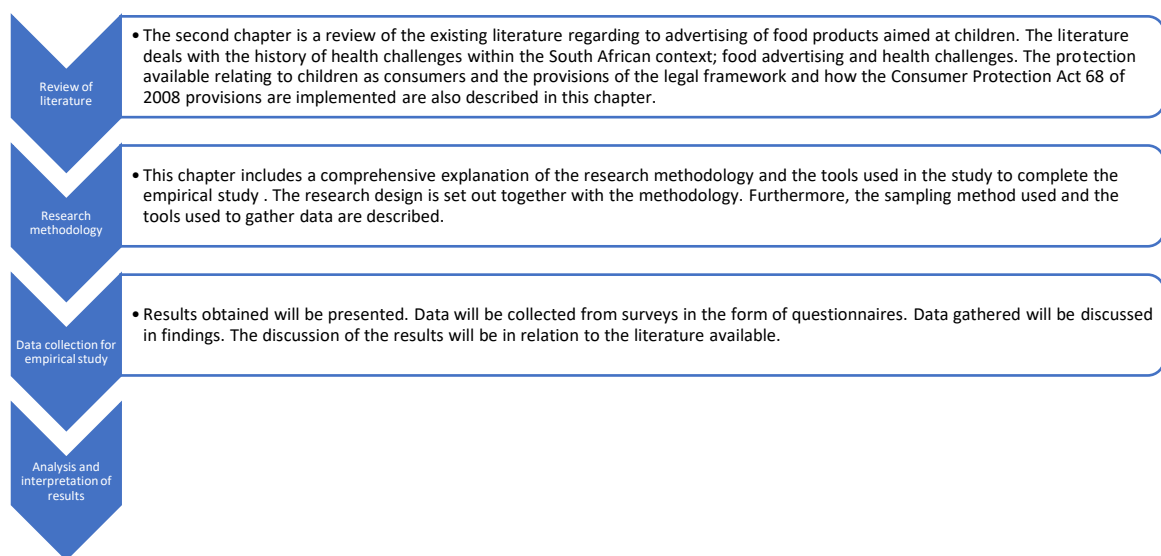 • The second chapter is a review of the existing literature regarding to advertising of food products aimed at children. The literature
deals with the history of health challenges within the South African context; food advertising and health challenges. The protection
available relating to children as consumers and the provisions of the legal framework and how the Consumer Protection Act 68 of
2008 provisions are implemented are also described in this chapter.
Review of
literature
• This chapter includes a comprehensive explanation of the research methodology and the tools used in the study to complete the
empirical study . The research design is set out together with the methodology. Furthermore, the sampling method used and the
tools used to gather data are described.
Research
methodology
• Results obtained will be presented. Data will be collected from surveys in the form of questionnaires. Data gathered will be discussed
in findings. The discussion of the results will be in relation to the literature available.
Data collection for
empirical study
Analysis and
interpretation of
results